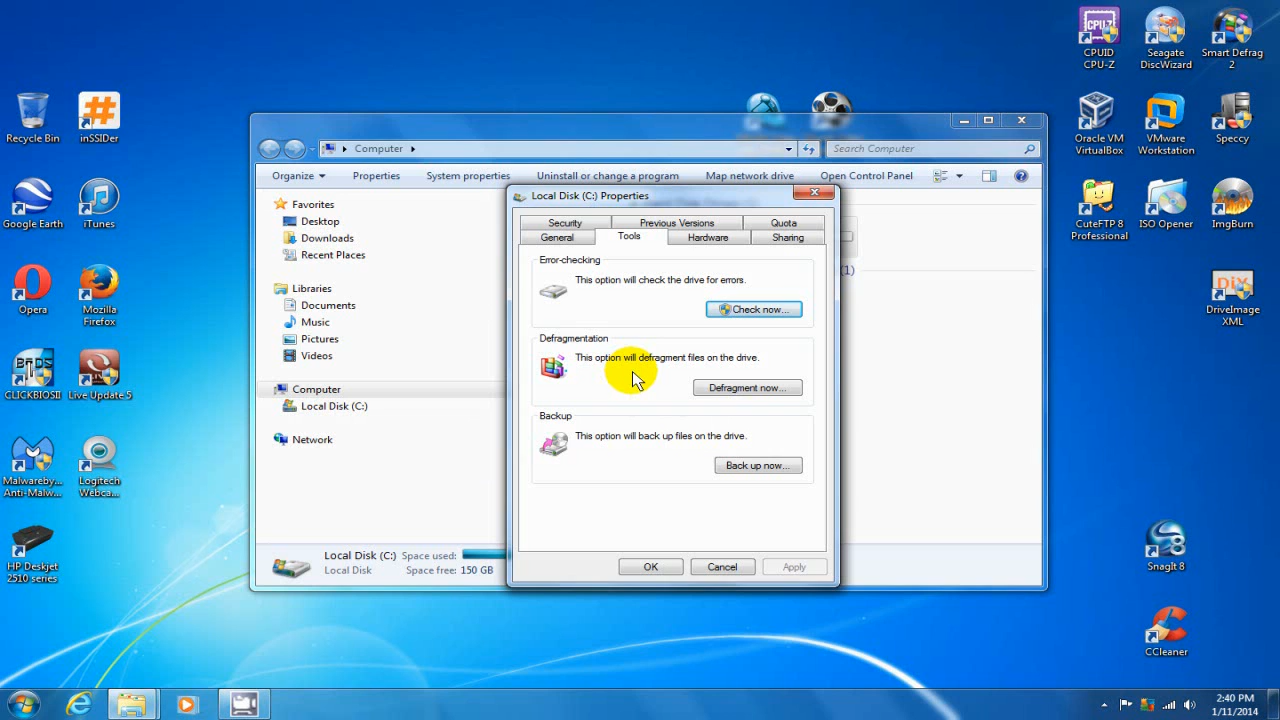 CPU-Z
CPUID
CPU-Z
Seagate
DiscWizard
Smart Defrag
2
Recycle Bin
inSSIDer
Oracle VM
VirtualBox
VMware
Workstation
Speccy
Computer
Search Computer
Organize
Properties
System properties
Uninstall or change a program
Map network drive
Open Control Panel
Google Earth
iTunes
CuteFTP 8
Professional
ISO Opener
ImgBurn
Favorites
Desktop
Downloads
Recent Places
Libraries
Documents
Music
Pictures
Videos
Computer
Local Disk (C:)
Network
(1)
Local Disk (C:) Properties
Security
Previous Versions
Quota
General
Tools
Hardware
Sharing
Error-checking
This option will check the drive for errors.
Check now...
Defragmentation
This option will defragment files on the drive.
Defragment now...
Backup
This option will back up files on the drive.
Back up now...
OK
Cancel
Apply
Local Disk (C:)
Space used:
Local Disk
Space free: 150 GB
Opera
Mozilla
Firefox
DiX
DriveImage
XML
CLICKBIOSII
Live Update 5
Malwareby...
Anti-Malw...
Logitech
Webca...
HP Deskjet
2510 series
SnagIt 8
CCleaner
2:40 PM
1/11/2014